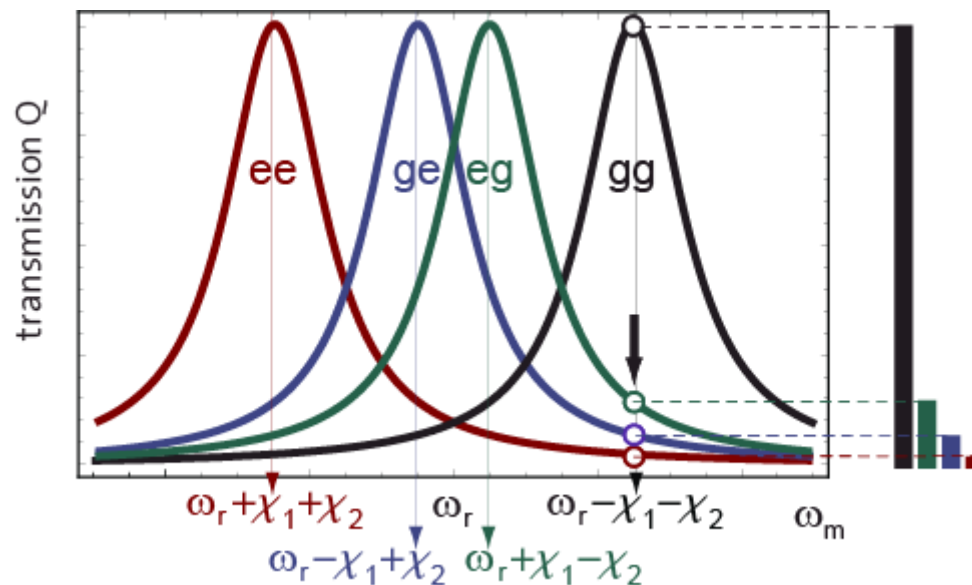 transmission Q
ee
ge
eg
gg
ωᵣ+χ₁+χ₂
ωᵣ
ωᵣ−χ₁−χ₂
ωₘ
ωᵣ−χ₁+χ₂
ωᵣ+χ₁−χ₂